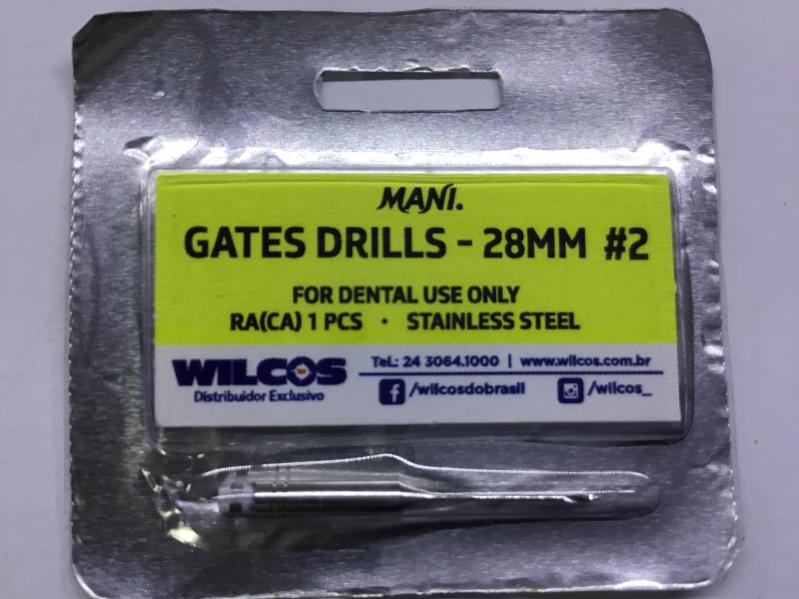 MANI.
GATES DRILLS - 28MM #2
FOR DENTAL USE ONLY
RA(CA) 1 PCS · STAINLESS STEEL
WILCOS
Distribuidor Exclusivo
Tel.: 24 3064.1000 | www.wilcos.com.br
/wilcosdobrasil /wilcos_